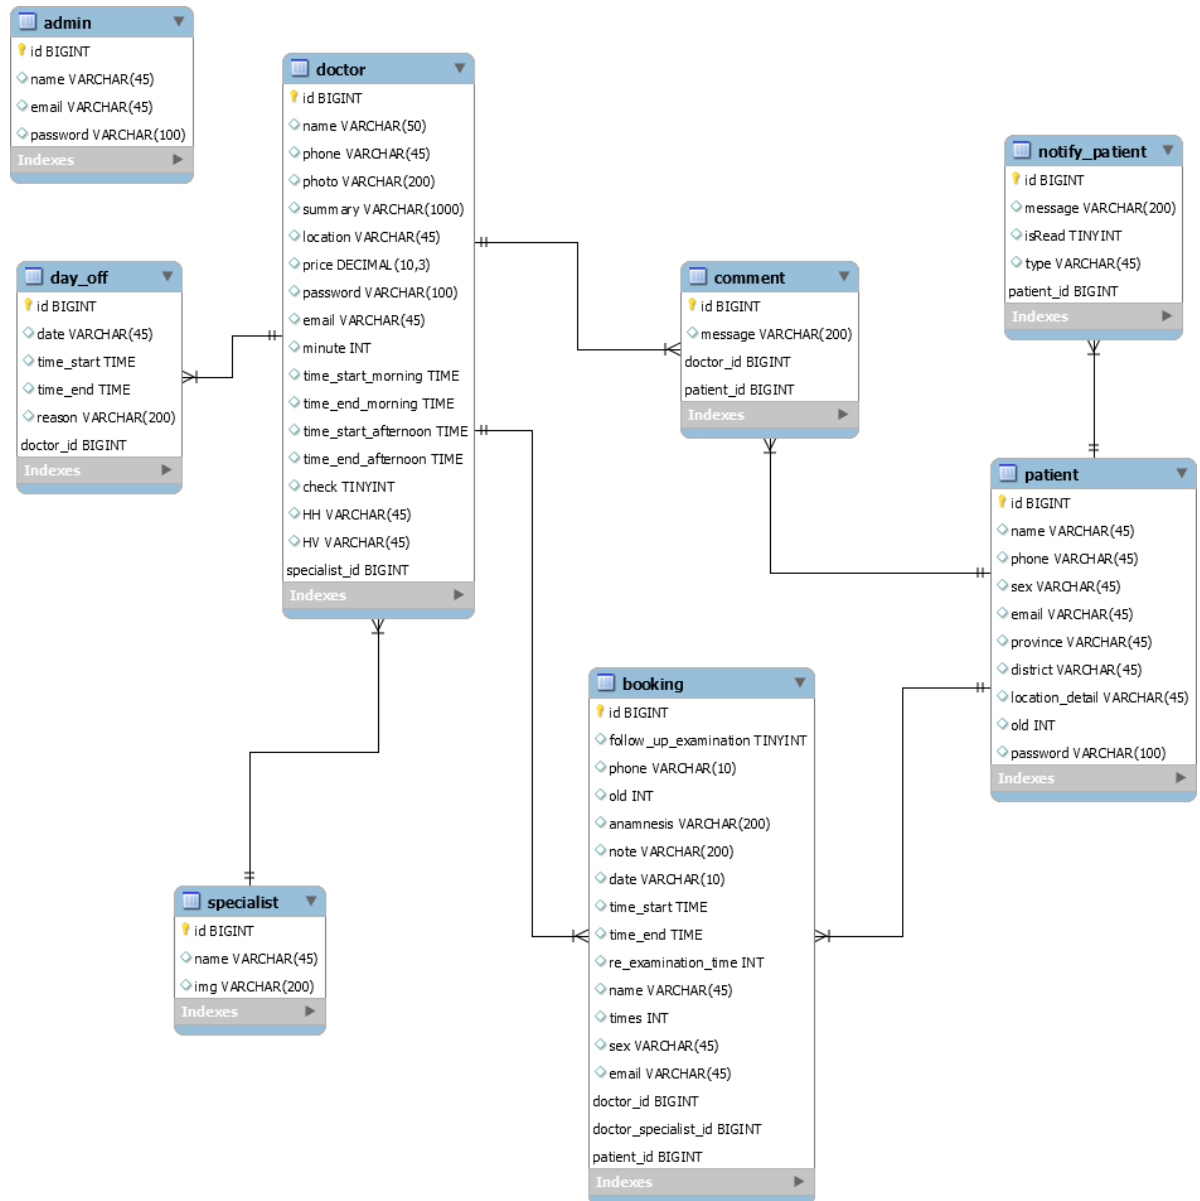 admin
id BIGINT
name VARCHAR(45)
email VARCHAR(45)
password VARCHAR(100)
Indexes
doctor
id BIGINT
name VARCHAR(50)
phone VARCHAR(45)
photo VARCHAR(200)
summary VARCHAR(1000)
location VARCHAR(45)
price DECIMAL(10,3)
password VARCHAR(100)
email VARCHAR(45)
minute INT
time_start_morning TIME
time_end_morning TIME
time_start_afternoon TIME
time_end_afternoon TIME
check TINYINT
HH VARCHAR(45)
HV VARCHAR(45)
specialist_id BIGINT
Indexes
notify_patient
id BIGINT
message VARCHAR(200)
isRead TINYINT
type VARCHAR(45)
patient_id BIGINT
Indexes
day_off
id BIGINT
date VARCHAR(45)
time_start TIME
time_end TIME
reason VARCHAR(200)
doctor_id BIGINT
Indexes
comment
id BIGINT
message VARCHAR(200)
doctor_id BIGINT
patient_id BIGINT
Indexes
patient
id BIGINT
name VARCHAR(45)
phone VARCHAR(45)
sex VARCHAR(45)
email VARCHAR(45)
province VARCHAR(45)
district VARCHAR(45)
location_detail VARCHAR(45)
old INT
password VARCHAR(100)
Indexes
booking
id BIGINT
follow_up_examination TINYINT
phone VARCHAR(10)
old INT
anamnesis VARCHAR(200)
note VARCHAR(200)
date VARCHAR(10)
time_start TIME
time_end TIME
re_examination_time INT
name VARCHAR(45)
times INT
sex VARCHAR(45)
email VARCHAR(45)
doctor_id BIGINT
doctor_specialist_id BIGINT
patient_id BIGINT
Indexes
specialist
id BIGINT
name VARCHAR(45)
img VARCHAR(200)
Indexes